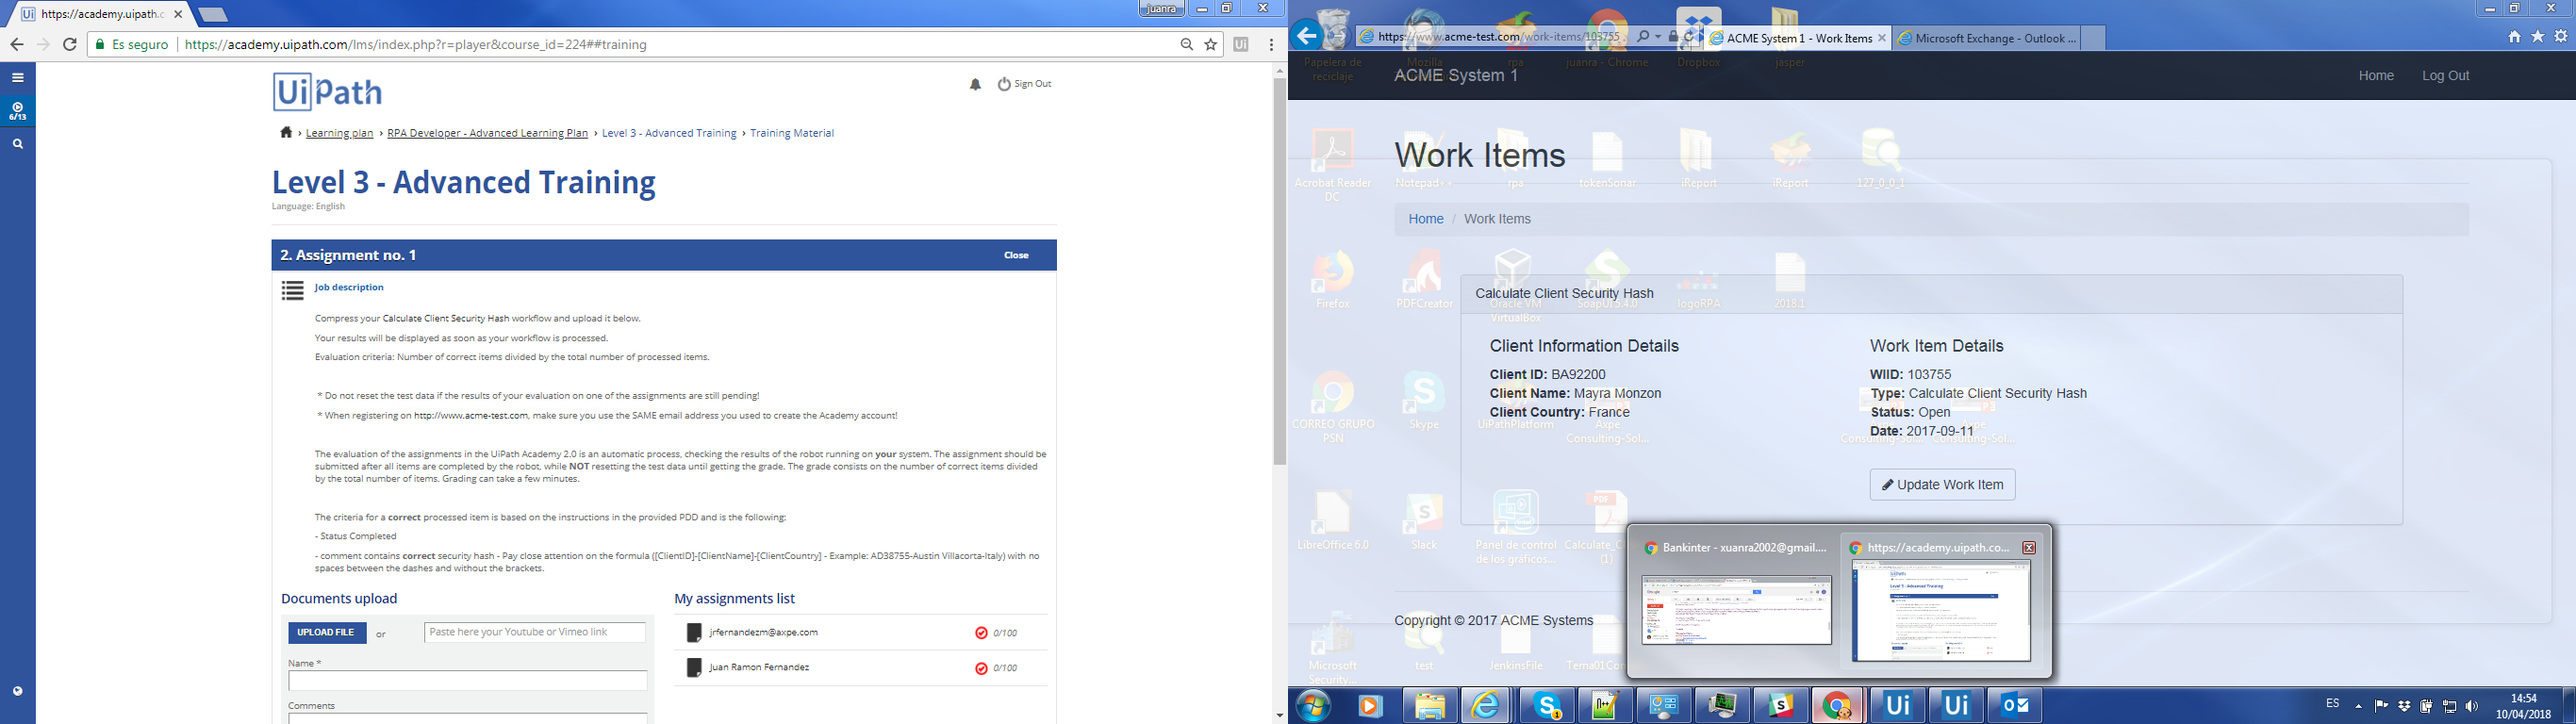 https://academy.uipath.c
juanra
Es seguro
https://academy.uipath.com/lms/index.php?r=player&course_id=224##training
6/13
UiPath
Sign Out
Learning plan › RPA Developer - Advanced Learning Plan › Level 3 - Advanced Training › Training Material
Level 3 - Advanced Training
Language: English
2. Assignment no. 1
Close
Job description
Compress your Calculate Client Security Hash workflow and upload it below.
Your results will be displayed as soon as your workflow is processed.
Evaluation criteria: Number of correct items divided by the total number of processed items.
* Do not reset the test data if the results of your evaluation on one of the assignments are still pending!
* When registering on http://www.acme-test.com, make sure you use the SAME email address you used to create the Academy account!
The evaluation of the assignments in the UiPath Academy 2.0 is an automatic process, checking the results of the robot running on your system. The assignment should be
submitted after all items are completed by the robot, while NOT resetting the test data until getting the grade. The grade consists on the number of correct items divided
by the total number of items. Grading can take a few minutes.
The criteria for a correct processed item is based on the instructions in the provided PDD and is the following:
- Status Completed
- comment contains correct security hash - Pay close attention on the formula ([ClientID]-[ClientName]-[ClientCountry] - Example: AD38755-Austin Villacorta-Italy) with no
spaces between the dashes and without the brackets.
Documents upload
UPLOAD FILE
or
Paste here your Youtube or Vimeo link
Name *
Comments
My assignments list
jrfernandezm@axpe.com
0/100
Juan Ramon Fernandez
0/100
https://www.acme-test.com/work-items/103755
ACME System 1 - Work Items
Microsoft Exchange - Outlook ...
Papelera de
reciclaje
Mozilla
rpa
juanra - Chrome
Dropbox
jasper
ACME System 1
Home
Log Out
Work Items
Acrobat Reader
DC
Notepad++
rpa
tokenSonar
iReport
iReport
127_0_0_1
Home / Work Items
Calculate Client Security Hash
Firefox
PDFCreator
Oracle VM
VirtualBox
SoapUI 5.4.0
logoRPA
2018.1
Client Information Details
Client ID: BA92200
Client Name: Mayra Monzon
Client Country: France
Work Item Details
WIID: 103755
Type: Calculate Client Security Hash
Status: Open
Date: 2017-09-11
CORREO GRUPO
PSN
Skype
UiPathPlatform
Axpe
Consulting-Sol...
Consulting-Sol...
Consulting-Sol...
Update Work Item
LibreOffice 6.0
Slack
Panel de control
de los gráficos...
Calculate_C
(1)
Bankinter - xuanra2002@gmail....
https://academy.uipath.co...
Copyright © 2017 ACME Systems
Microsoft
Security...
test
JenkinsFile
Tema01Co
ES
14:54
10/04/2018